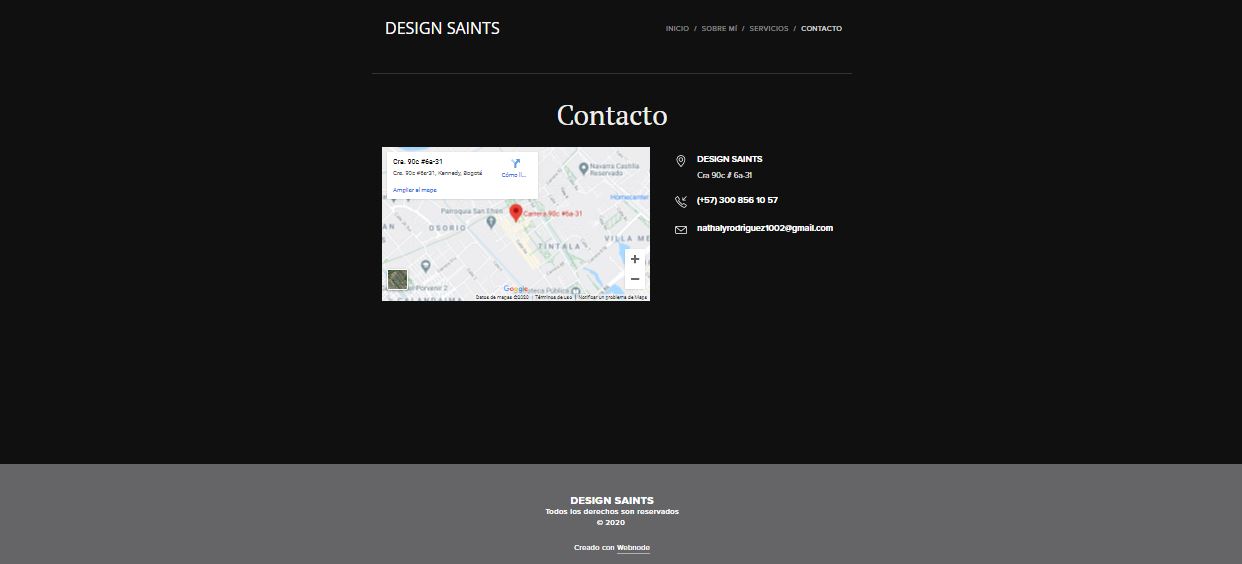 DESIGN SAINTS
INICIO / SOBRE MÍ / SERVICIOS / CONTACTO
Contacto
Cra. 90c #6a-31
Cra. 90c #6a-31, Kennedy, Bogotá
Cómo ll...
Ampliar el mapa
Navarra Castilla
Reservado
Homecenter
Parroquia San Efrén
Carrera 90c #6a-31
OSORIO
TINTALA
VILLA ME
Porvenir 2
CALANDAIMA
Google
Biblioteca Pública
Datos de mapas ©2020 Términos de uso Notificar un problema de Maps
DESIGN SAINTS
Cra 90c # 6a-31
(+57) 300 856 10 57
nathalyrodriguez1002@gmail.com
DESIGN SAINTS
Todos los derechos son reservados
© 2020
Creado con Webnode